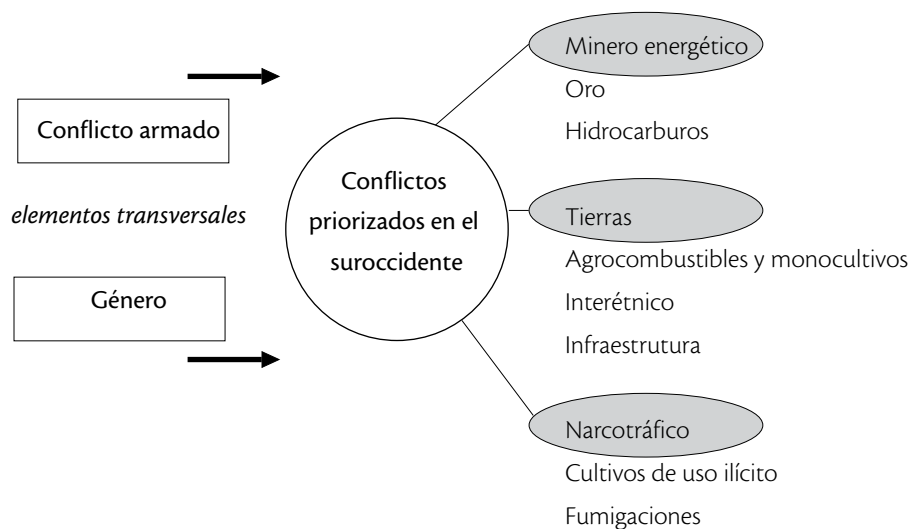 Conflicto armado
elementos transversales
Género
Conflictos
priorizados en el
suroccidente
Minero energético
Oro
Hidrocarburos
Tierras
Agrocombustibles y monocultivos
Interétnico
Infraestrutura
Narcotráfico
Cultivos de uso ilícito
Fumigaciones